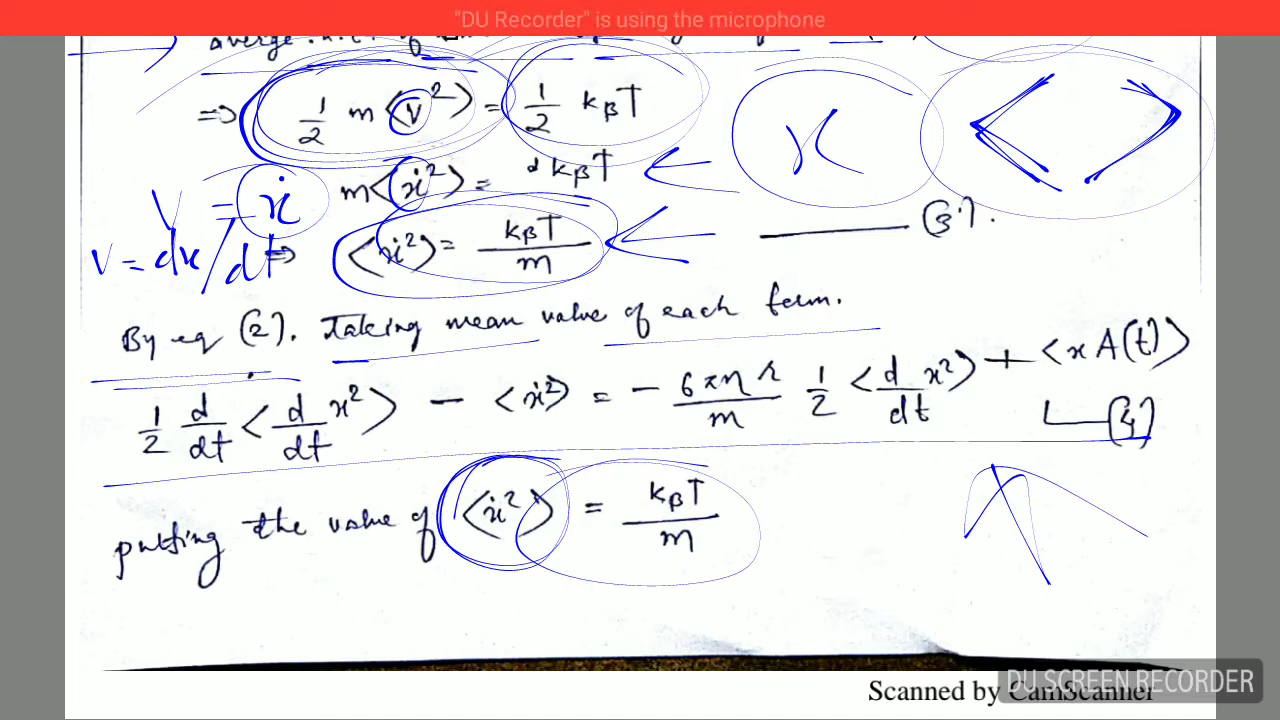 "DU Recorder" is using the microphone
averge
=> 1/2 m<v²> = 1/2 kβT
m<ẋ²> = kβT
x
< >
V = ẋ
v = dx/dt
=> <ẋ²> = kβT/m ——— (3).
By eq (2). Taking mean value of each term.
1/2 d/dt <d/dt x²> - <ẋ²> = - 6πηr/m 1/2 <d/dt x²> + <x A(t)>
(4)
putting the value of <ẋ²> = kβT/m
DU SCREEN RECORDER
Scanned by CamScanner